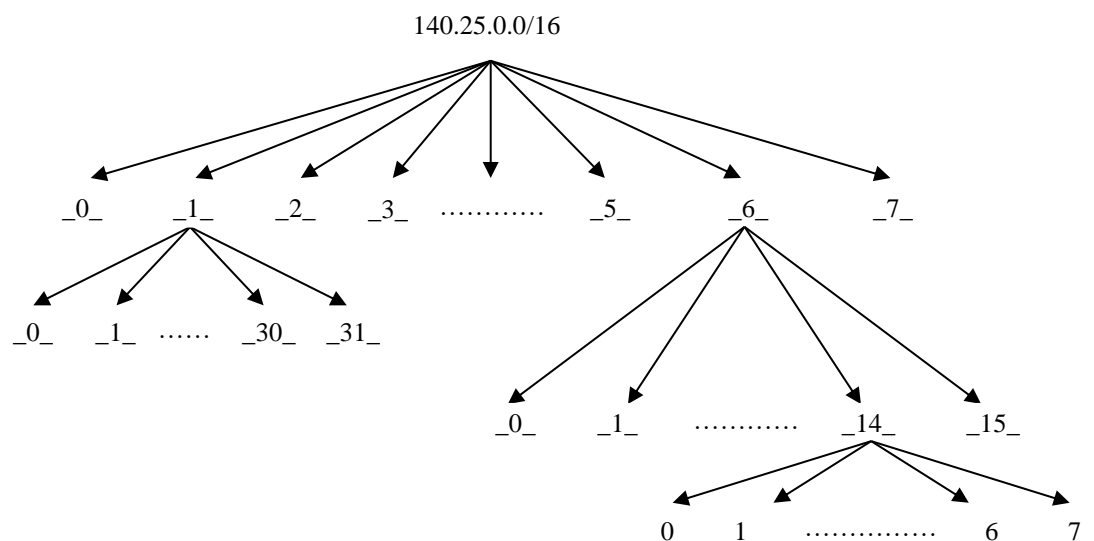 140.25.0.0/16
_0_ _1_ _2_ _3_ ………… _5_ _6_ _7_
_0_ _1_ …… _30_ _31_
_0_ _1_ ………… _14_ _15_
0 1 …………… 6 7